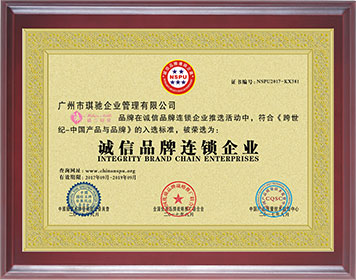 NSPU
证书编号:NSPU2017-KX281
广州市琪驰企业管理有限公司
品牌在诚信品牌连锁企业推选活动中,符合《跨世
纪-中国产品与品牌》的入选标准,被荣选为:
诚信品牌连锁企业
INTEGRITY BRAND CHAIN ENTERPRISES
查询网址:www.chinanspu.org
有效期限:2017年09月-2019年09月
CQSC